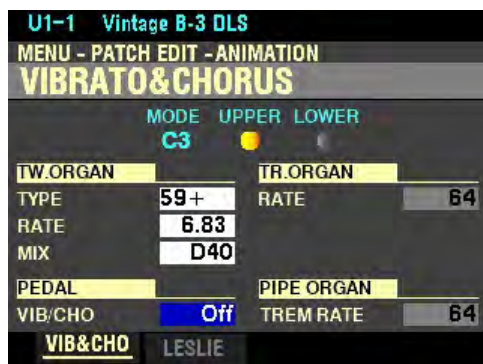 U1-1 Vintage B-3 DLS
MENU - PATCH EDIT -ANIMATION
VIBRATO&CHORUS
MODE UPPER LOWER
C3
TW.ORGAN TR.ORGAN
TYPE 59+ RATE 64
RATE 6.83
MIX D40
PEDAL PIPE ORGAN
VIB/CHO Off TREM RATE 64
VIB&CHO LESLIE